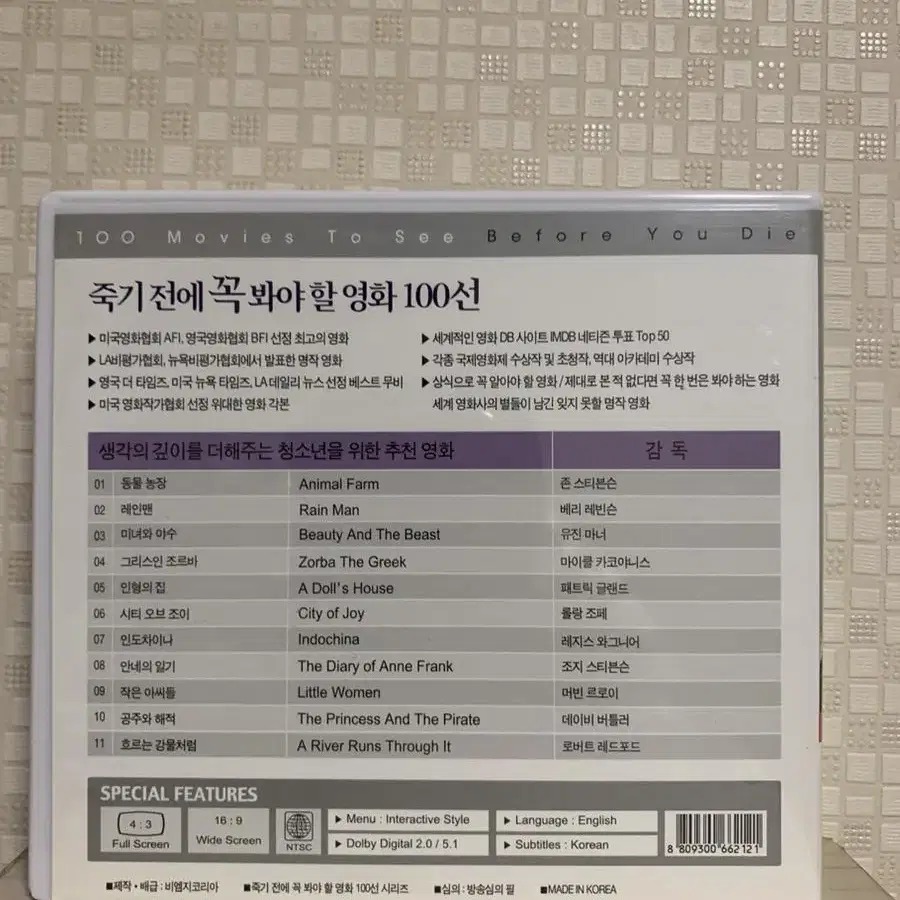 100 Movies To See Before You Die
죽기 전에 꼭 봐야 할 영화 100선
▶ 미국영화협회 AFI, 영국영화협회 BFI 선정 최고의 영화
▶ LA비평가협회, 뉴욕비평가협회에서 발표한 명작 영화
▶ 영국 더 타임즈, 미국 뉴욕 타임즈, LA 데일리 뉴스 선정 베스트 무비
▶ 미국 영화작가협회 선정 위대한 영화 각본
▶ 세계적인 영화 DB 사이트 IMDB 네티즌 투표 Top 50
▶ 각종 국제영화제 수상작 및 초청작, 역대 아카데미 수상작
▶ 상식으로 꼭 알아야 할 영화 / 제대로 본 적 없다면 꼭 한 번은 봐야 하는 영화
세계 영화사의 별들이 남긴 잊지 못할 명작 영화
생각의 깊이를 더해주는 청소년을 위한 추천 영화 감 독
01 동물 농장 Animal Farm 존 스티븐슨
02 레인맨 Rain Man 베리 레빈슨
03 미녀와 야수 Beauty And The Beast 유진 마너
04 그리스인 조르바 Zorba The Greek 마이클 카코야니스
05 인형의 집 A Doll's House 패트릭 글랜드
06 시티 오브 조이 City of Joy 롤랑 조페
07 인도차이나 Indochina 레지스 와그니어
08 안네의 일기 The Diary of Anne Frank 조지 스티븐슨
09 작은 아씨들 Little Women 머빈 르로이
10 공주와 해적 The Princess And The Pirate 데이비 버틀러
11 흐르는 강물처럼 A River Runs Through It 로버트 레드포드
SPECIAL FEATURES
4 : 3
Full Screen
16 : 9
Wide Screen
NTSC
▶ Menu : Interactive Style
▶ Dolby Digital 2.0 / 5.1
▶ Language : English
▶ Subtitles : Korean
8 809300 662121
■제작・배급 : 비엠지코리아 ■죽기 전에 꼭 봐야 할 영화 100선 시리즈 ■심의 : 방송심의 필 ■MADE IN KOREA